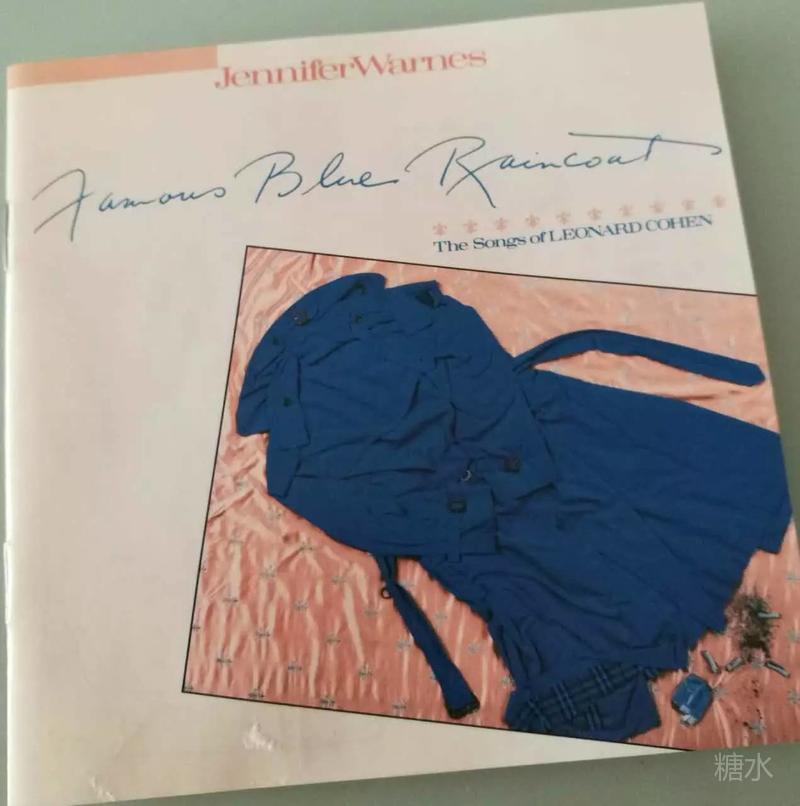 JenniferWarnes
Famous Blue Raincoat
The Songs of LEONARD COHEN
糖水